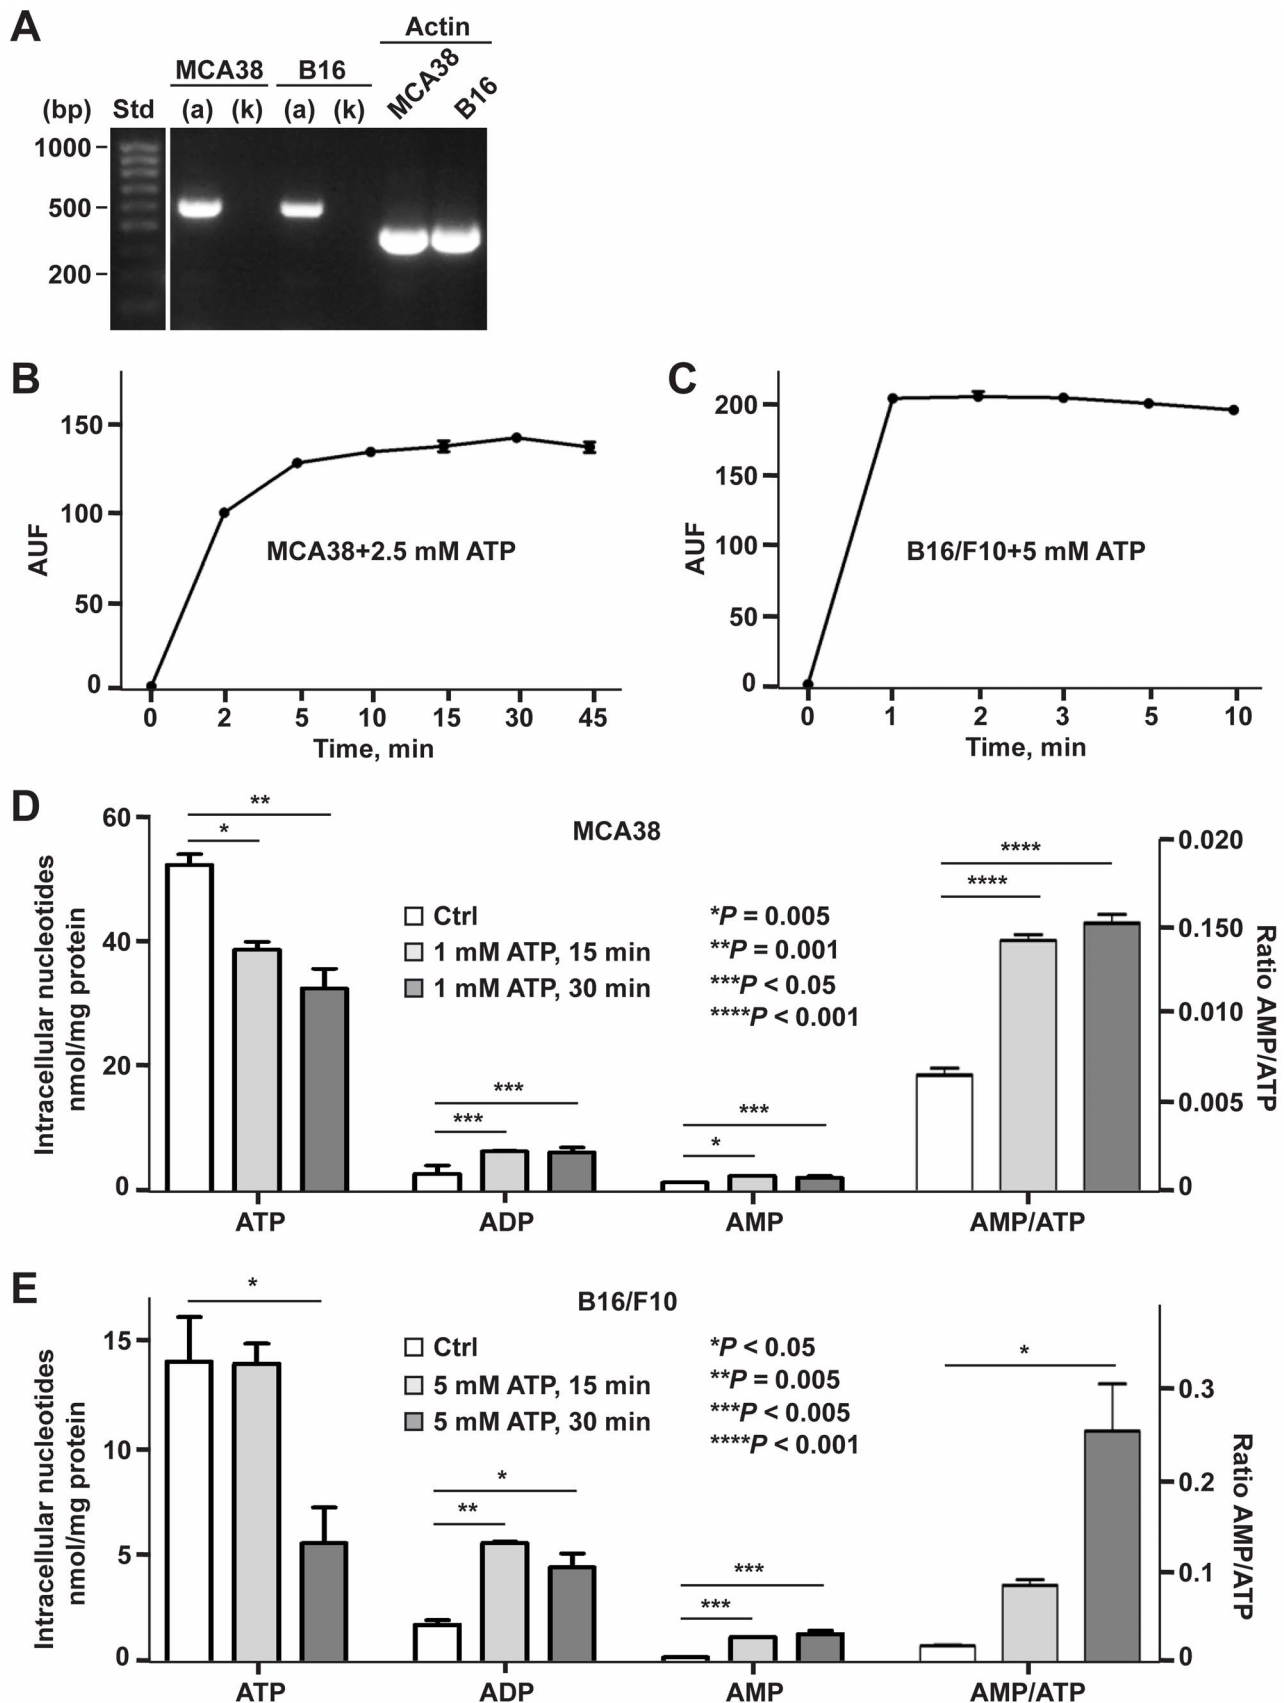 A
Actin
MCA38 B16
(bp) Std (a) (k) (a) (k) MCA38 B16
1000
500
200
B
150
100
50
0
AUF
MCA38+2.5 mM ATP
0 2 5 10 15 30 45
Time, min
C
200
150
100
50
0
AUF
B16/F10+5 mM ATP
0 1 2 3 5 10
Time, min
D
MCA38
60
40
20
0
Intracellular nucleotides
nmol/mg protein
**
*
Ctrl
1 mM ATP, 15 min
1 mM ATP, 30 min
*P = 0.005
**P = 0.001
***P < 0.05
****P < 0.001
***
***
***
*
****
****
0.020
0.150
0.010
0.005
0
Ratio AMP/ATP
ATP ADP AMP AMP/ATP
E
B16/F10
15
10
5
0
Intracellular nucleotides
nmol/mg protein
*
Ctrl
5 mM ATP, 15 min
5 mM ATP, 30 min
*P < 0.05
**P = 0.005
***P < 0.005
****P < 0.001
*
**
***
***
*
0.3
0.2
0.1
0
Ratio AMP/ATP
ATP ADP AMP AMP/ATP